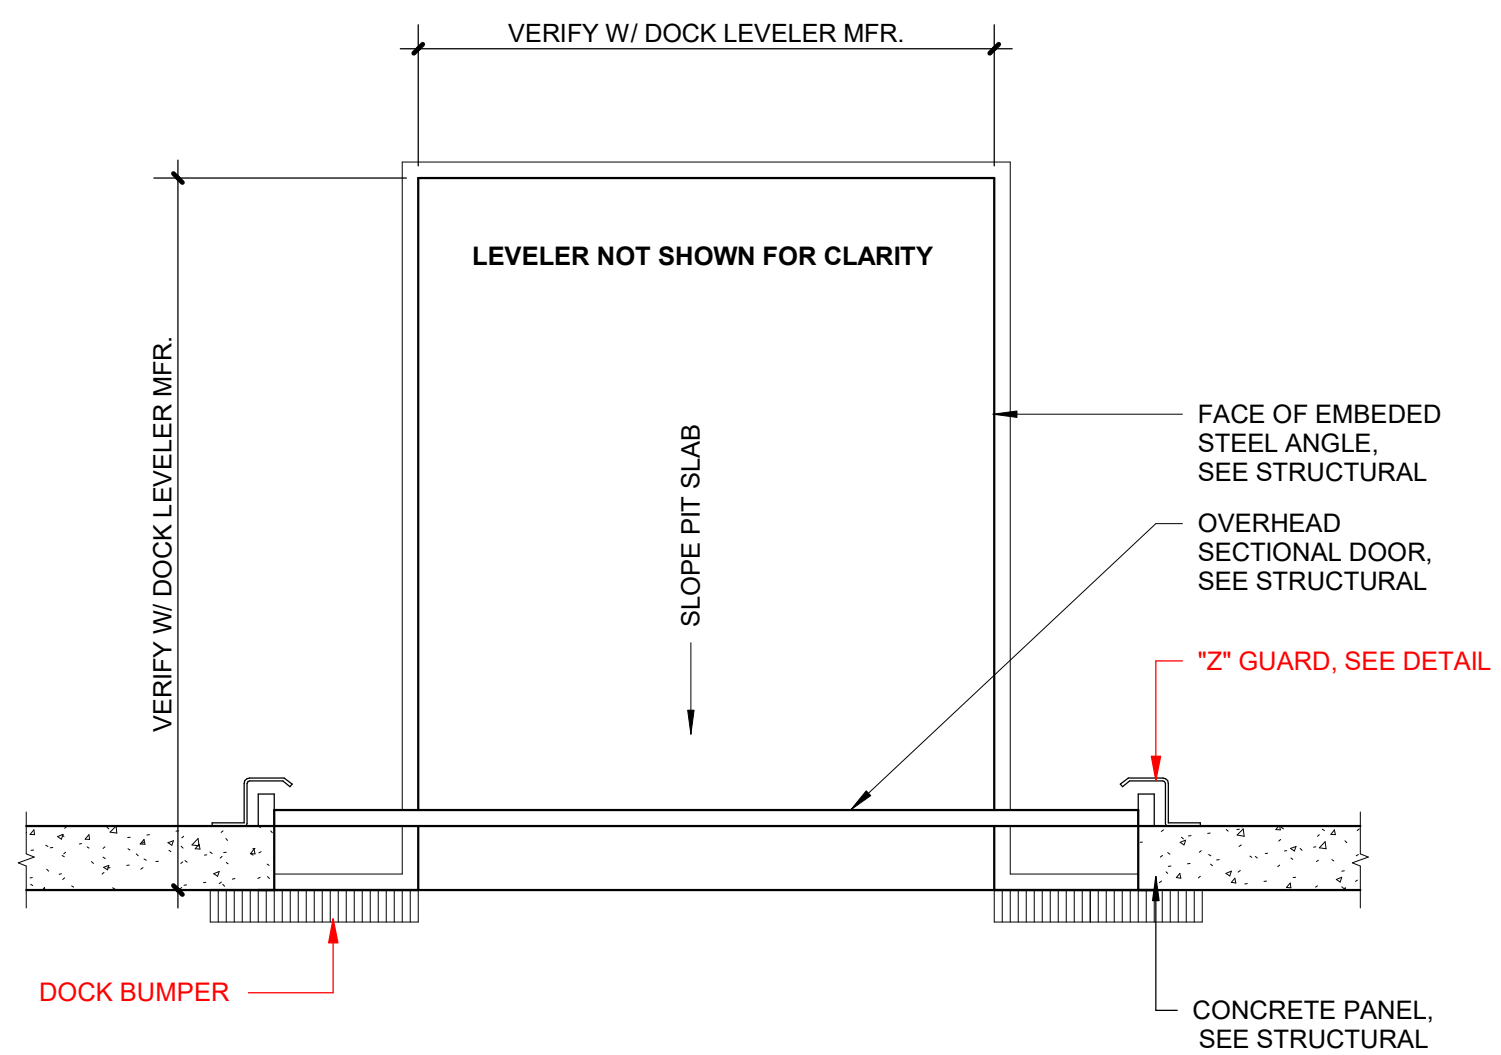 VERIFY W/ DOCK LEVELER MFR.
LEVELER NOT SHOWN FOR CLARITY
VERIFY W/ DOCK LEVELER MFR.
SLOPE PIT SLAB
FACE OF EMBEDED
STEEL ANGLE,
SEE STRUCTURAL
OVERHEAD
SECTIONAL DOOR,
SEE STRUCTURAL
"Z" GUARD, SEE DETAIL
DOCK BUMPER
CONCRETE PANEL,
SEE STRUCTURAL